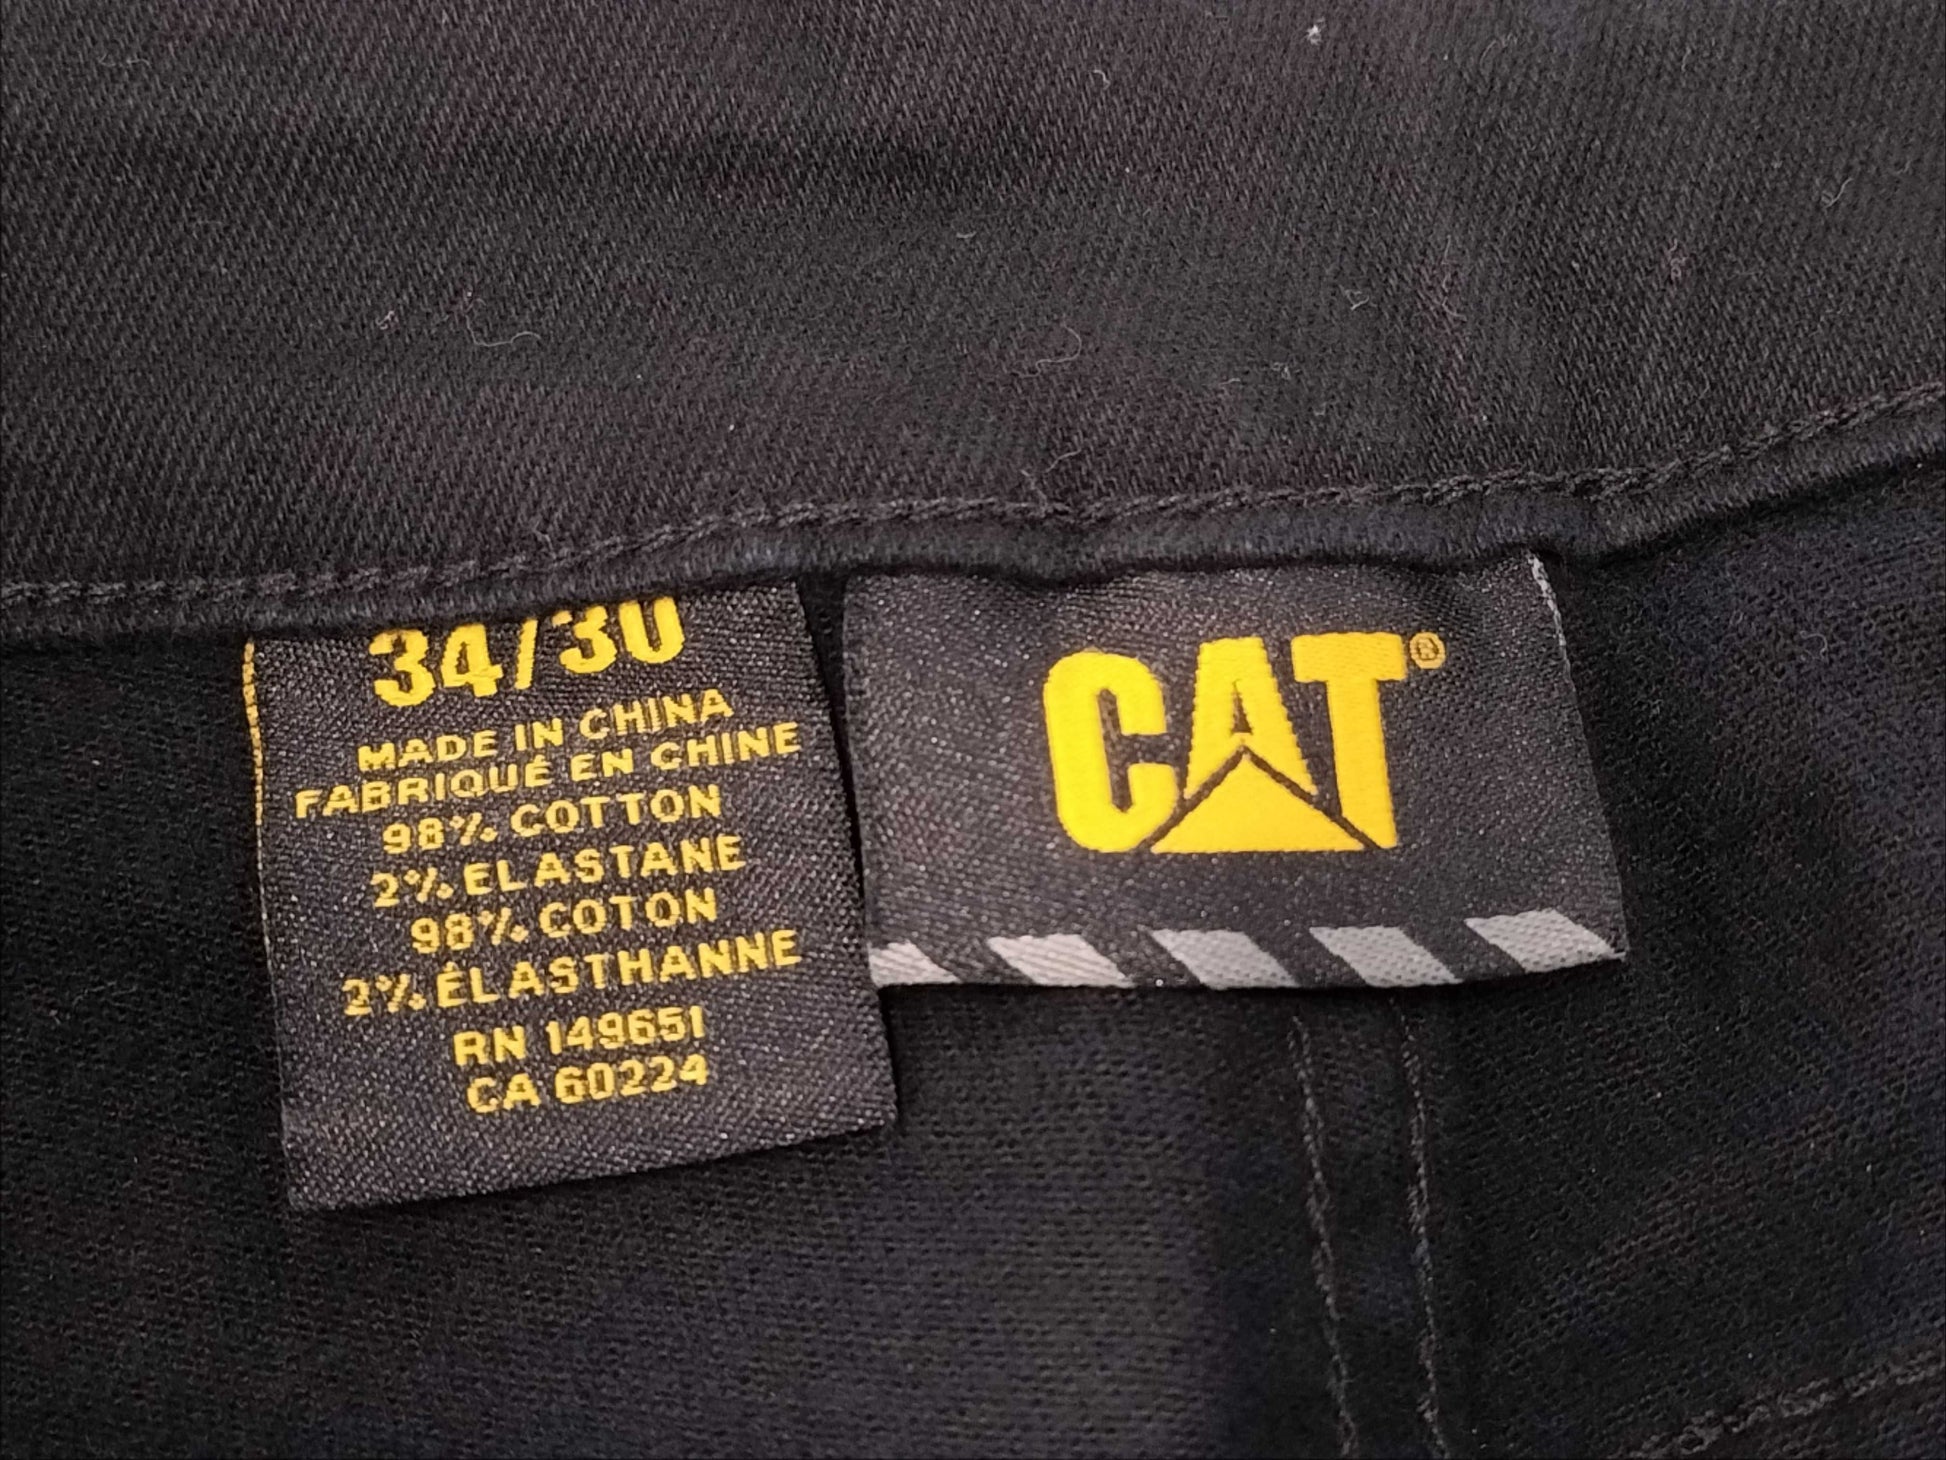 34/30
MADE IN CHINA
FABRIQUÉ EN CHINE
98% COTTON
2% ELASTANE
98% COTON
2% ÉLASTHANNE
RN 149651
CA 60224
CAT®